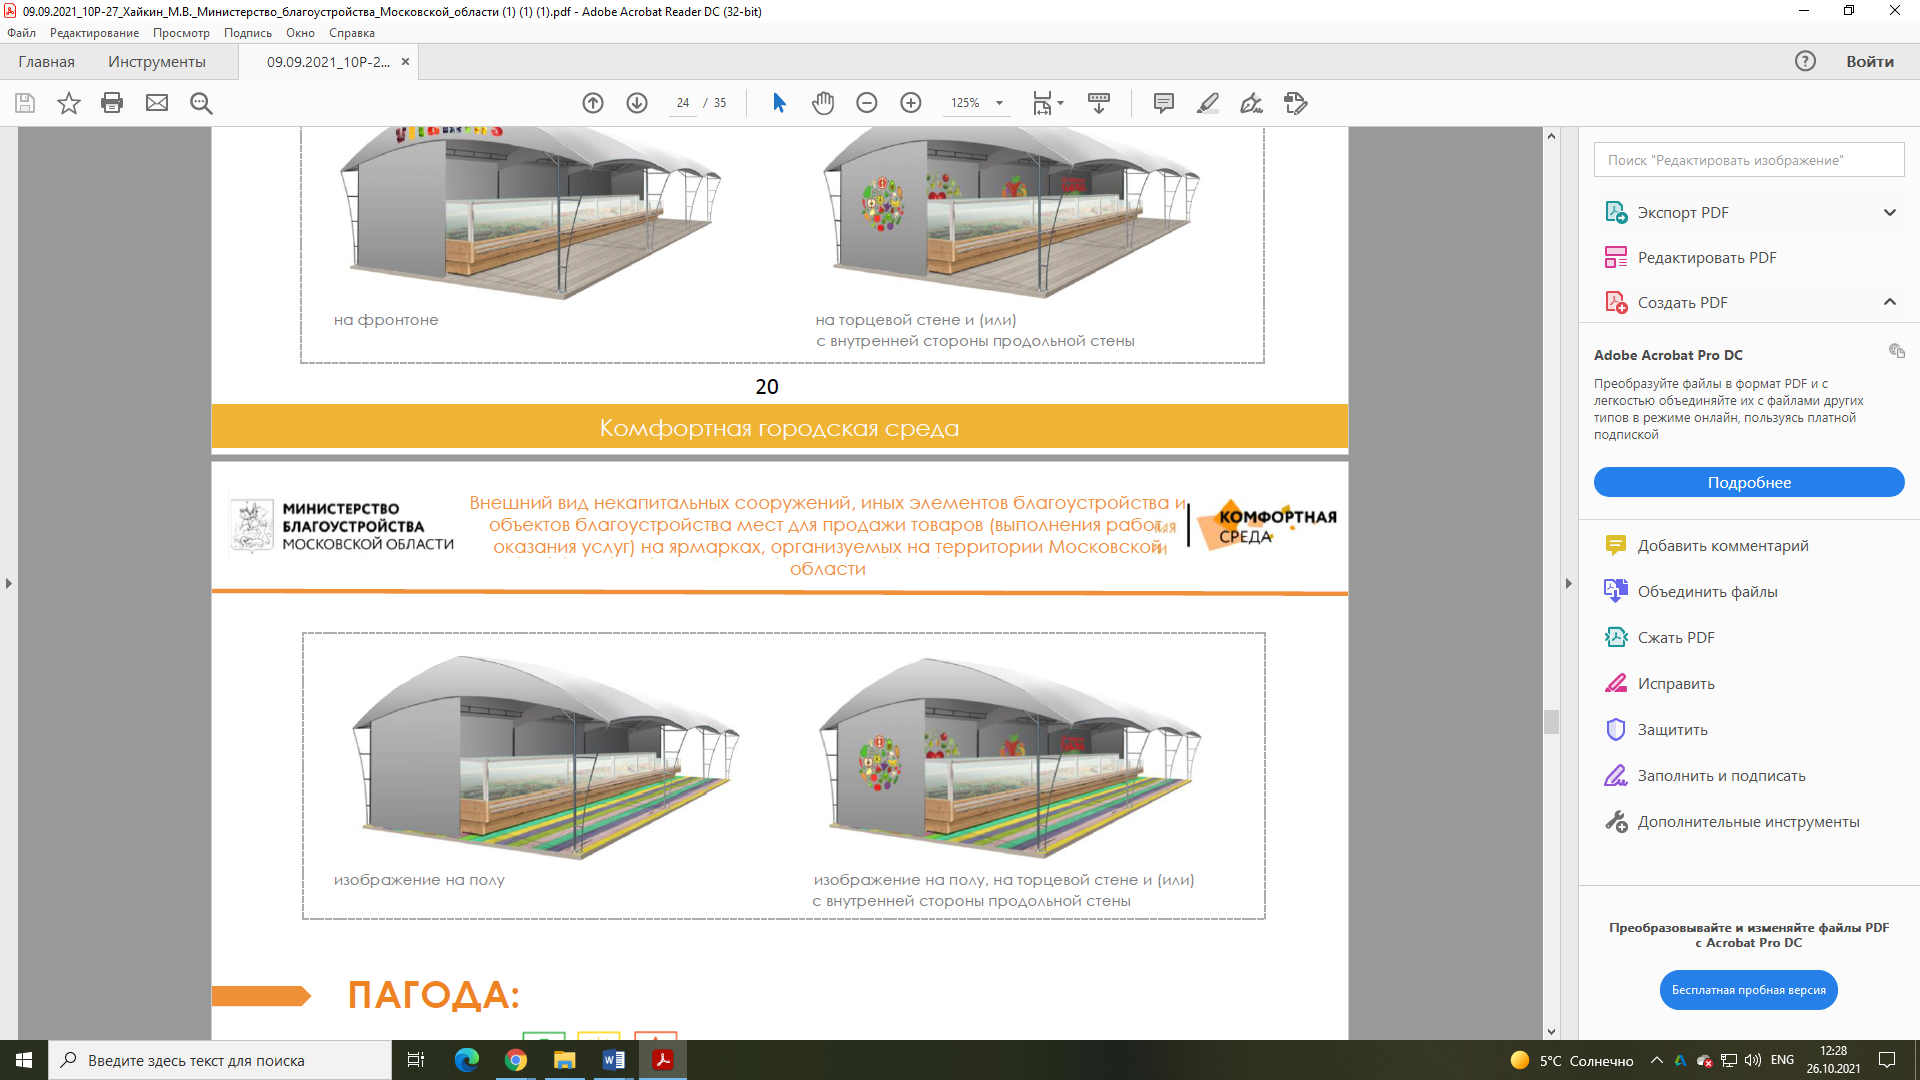 09.09.2021_10Р-27_Хайкин_М.В._Министерство_благоустройства_Московской_области (1) (1) (1).pdf - Adobe Acrobat Reader DC (32-bit)
Файл Редактирование Просмотр Подпись Окно Справка
Главная Инструменты 09.09.2021_10Р-2... × Войти
24 / 35 125%
на фронтоне
на торцевой стене и (или)
с внутренней стороны продольной стены
20
Комфортная городская среда
МИНИСТЕРСТВО
БЛАГОУСТРОЙСТВА
МОСКОВСКОЙ ОБЛАСТИ
Внешний вид некапитальных сооружений, иных элементов благоустройства и
объектов благоустройства мест для продажи товаров (выполнения работ,
оказания услуг) на ярмарках, организуемых на территории Московской
области
КОМФОРТНАЯ
СРЕДА
изображение на полу
изображение на полу, на торцевой стене и (или)
с внутренней стороны продольной стены
ПАГОДА:
Поиск "Редактировать изображение"
Экспорт PDF
Редактировать PDF
Создать PDF
Adobe Acrobat Pro DC
Преобразуйте файлы в формат PDF и с
легкостью объединяйте их с файлами других
типов в режиме онлайн, пользуясь платной
подпиской
Подробнее
Добавить комментарий
Объединить файлы
Сжать PDF
Исправить
Защитить
Заполнить и подписать
Дополнительные инструменты
Преобразовывайте и изменяйте файлы PDF
с Acrobat Pro DC
Бесплатная пробная версия
Введите здесь текст для поиска
5°C Солнечно
ENG
12:28
26.10.2021